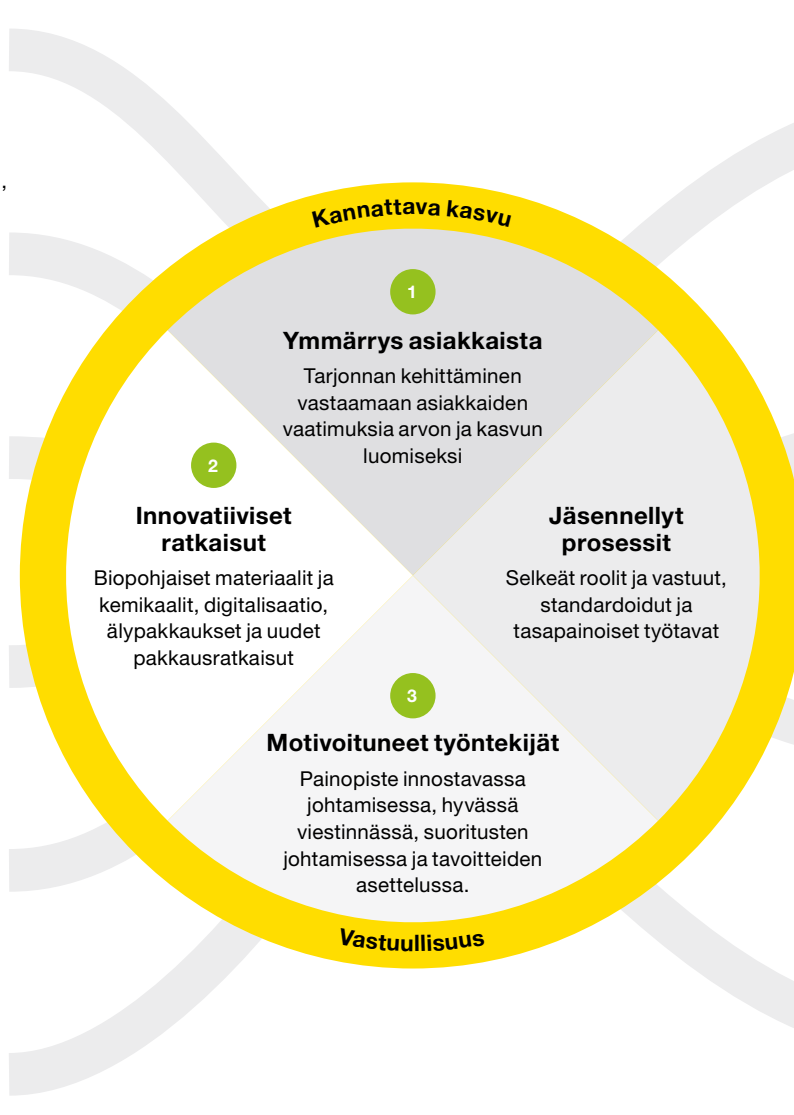 ,
Kannattava kasvu
1
Ymmärrys asiakkaista
Tarjonnan kehittäminen
vastaamaan asiakkaiden
vaatimuksia arvon ja kasvun
luomiseksi
2
Innovatiiviset
ratkaisut
Biopohjaiset materiaalit ja
kemikaalit, digitalisaatio,
älypakkaukset ja uudet
pakkausratkaisut
Jäsennellyt
prosessit
Selkeät roolit ja vastuut,
standardoidut ja
tasapainoiset työtavat
3
Motivoituneet työntekijät
Painopiste innostavassa
johtamisessa, hyvässä
viestinnässä, suoritusten
johtamisessa ja tavoitteiden
asettelussa.
Vastuullisuus